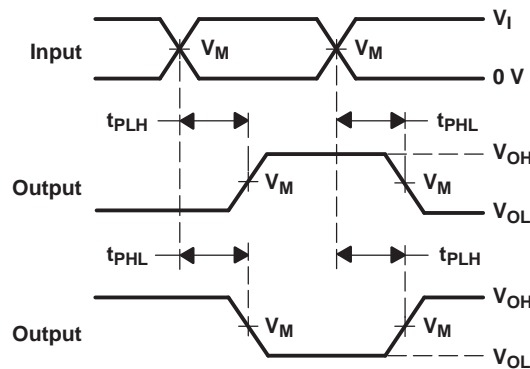 V_I
Input
V_M
V_M
0 V
t_PLH
t_PHL
V_OH
Output
V_M
V_M
V_OL
t_PHL
t_PLH
V_OH
Output
V_M
V_M
V_OL